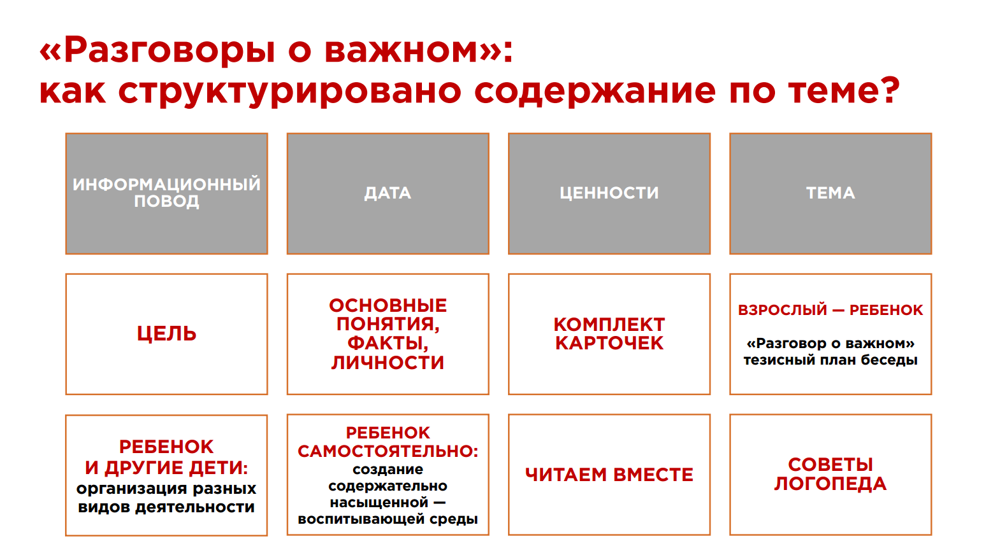 «Разговоры о важном»:
как структурировано содержание по теме?
ИНФОРМАЦИОННЫЙ
ПОВОД
ДАТА
ЦЕННОСТИ
ТЕМА
ЦЕЛЬ
ОСНОВНЫЕ
ПОНЯТИЯ,
ФАКТЫ,
ЛИЧНОСТИ
КОМПЛЕКТ
КАРТОЧЕК
ВЗРОСЛЫЙ — РЕБЕНОК
«Разговор о важном»
тезисный план беседы
РЕБЕНОК
И ДРУГИЕ ДЕТИ:
организация разных
видов деятельности
РЕБЕНОК
САМОСТОЯТЕЛЬНО:
создание
содержательно
насыщенной —
воспитывающей среды
ЧИТАЕМ ВМЕСТЕ
СОВЕТЫ
ЛОГОПЕДА